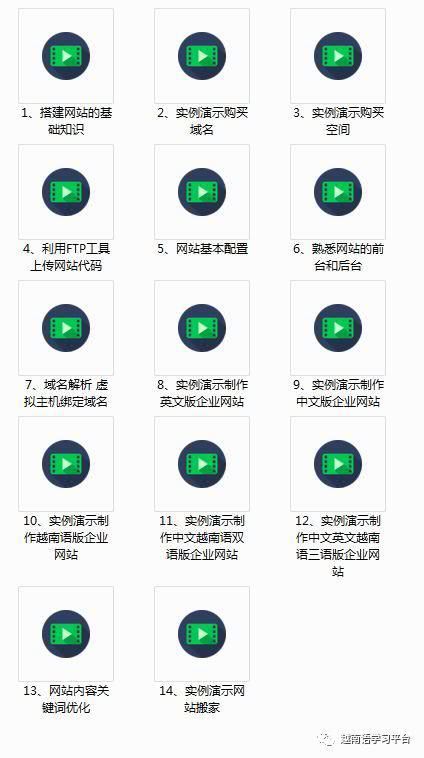 1、搭建网站的基
础知识
2、实例演示购买
域名
3、实例演示购买
空间
4、利用FTP工具
上传网站代码
5、网站基本配置
6、熟悉网站的前
台和后台
7、域名解析 虚
拟主机绑定域名
8、实例演示制作
英文版企业网站
9、实例演示制作
中文版企业网站
10、实例演示制
作越南语版企业
网站
11、实例演示制
作中文越南语双
语版企业网站
12、实例演示制
作中文英文越南
语三语版企业网
站
13、网站内容关
键词优化
14、实例演示网
站搬家
越南语学习平台